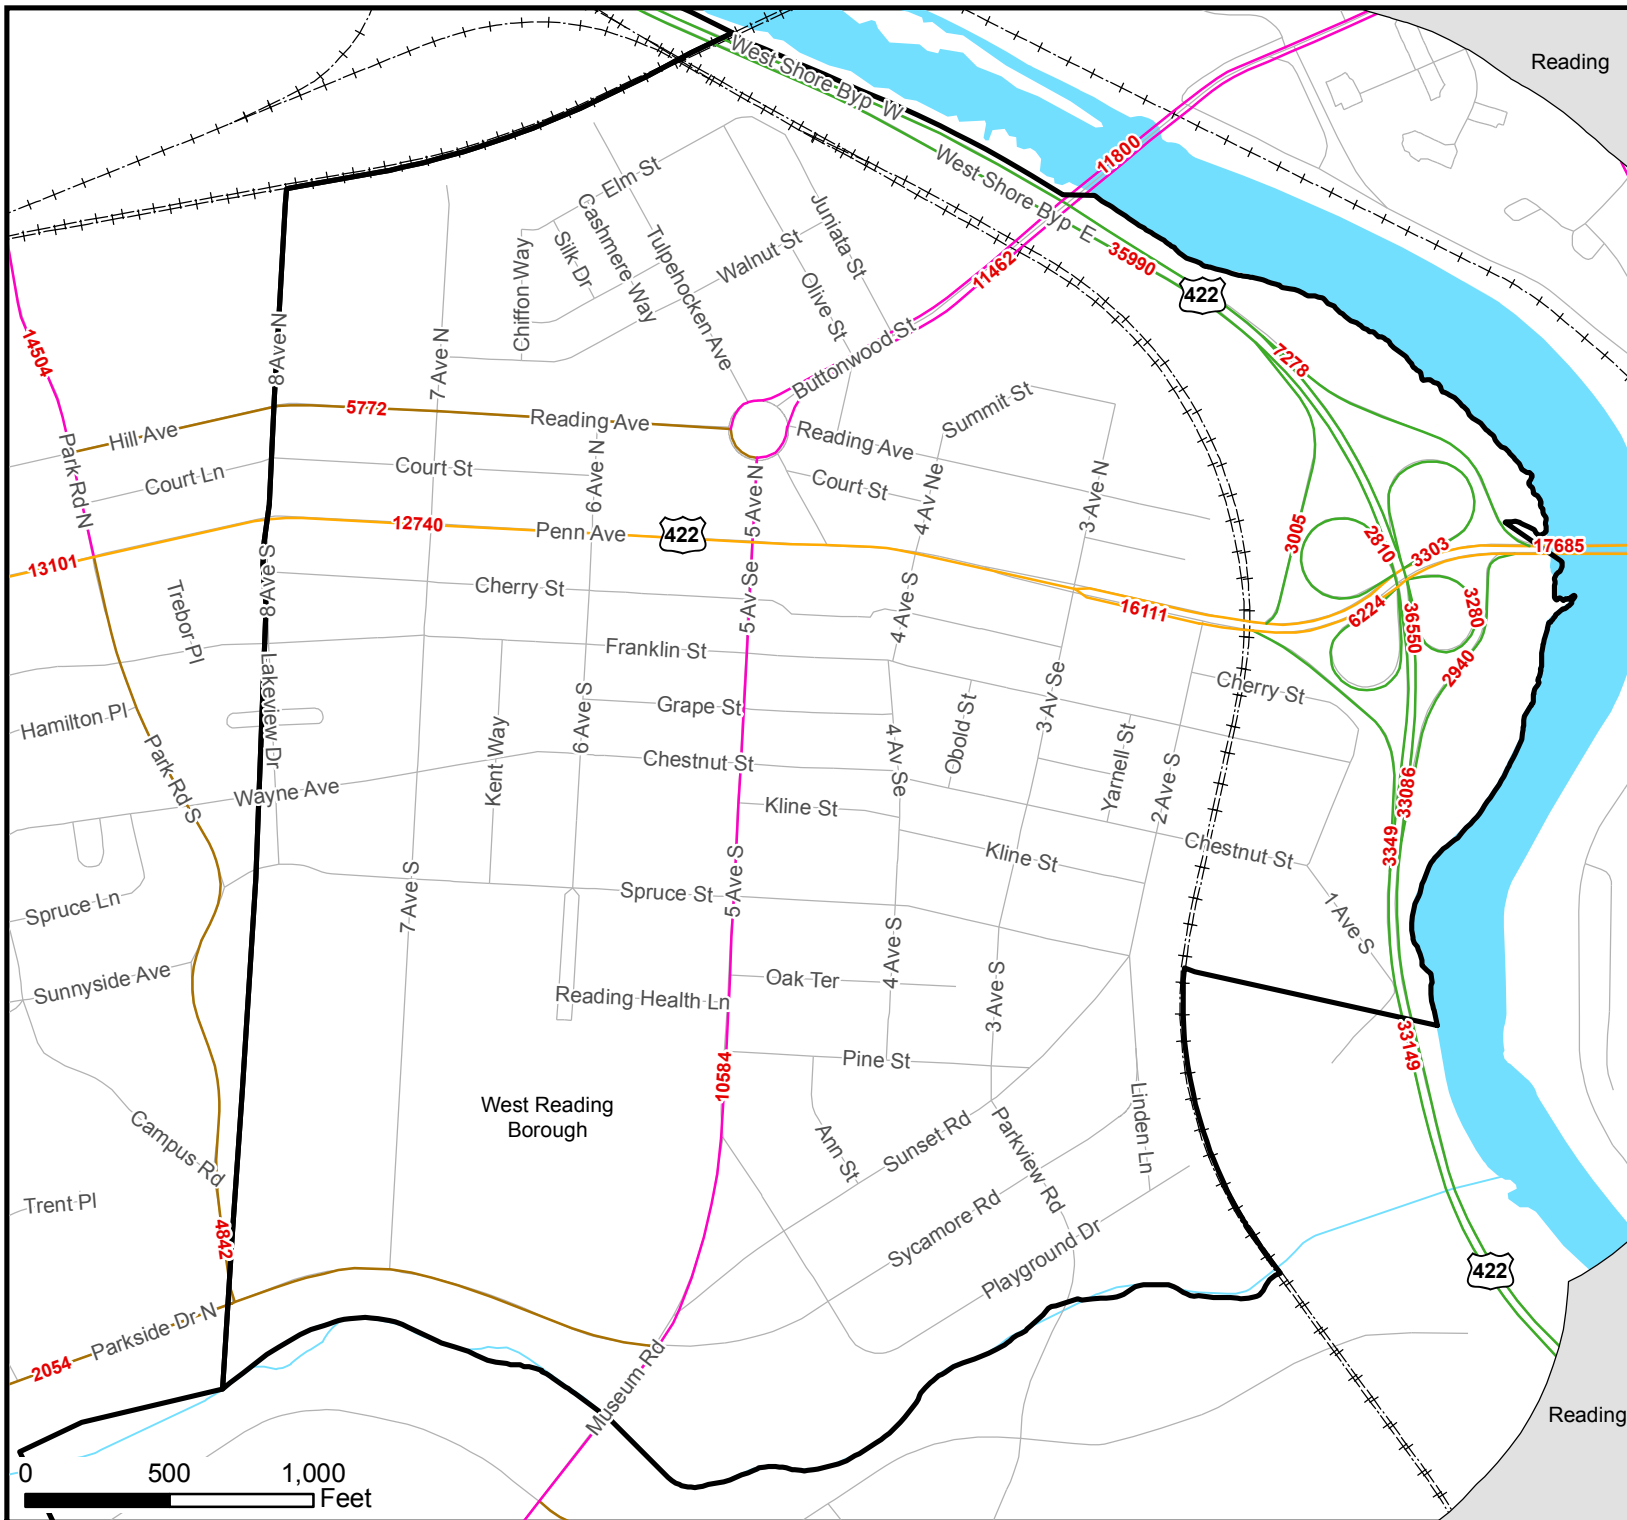 Reading
West Shore Byp W
11800
West Shore Byp E
35990
422
11462
Elm St
Cashmere Way
Silk Dr
Chiffon Way
Tulpehocken Ave
Juniata St
Walnut St
Olive St
Buttonwood St
8 Ave N
7 Ave N
14504
7278
5772
Hill Ave
Reading Ave
Reading Ave
Summit St
Park Rd N
Court Ln
Court St
Court St
6 Ave N
5 Ave N
4 Av Ne
3 Ave N
12740
Penn Ave
422
13101
3005
2810
3303
17685
8 Ave S
Cherry St
5 Av Se
4 Ave S
16111
6224
36550
3280
2940
Trebor Pl
Lakeview Dr
Franklin St
Grape St
6 Ave S
3 Av Se
Cherry St
Hamilton Pl
Kent Way
Chestnut St
4 Av Se
Obold St
Yarnell St
2 Ave S
Park Rd S
Wayne Ave
Kline St
Kline St
Chestnut St
33086
3349
Spruce Ln
7 Ave S
Spruce St
5 Ave S
4 Ave S
1 Ave S
Sunnyside Ave
Reading Health Ln
Oak Ter
3 Ave S
33149
10584
Pine St
West Reading
Borough
Campus Rd
Ann St
Sunset Rd
Parkview Rd
Linden Ln
Trent Pl
4842
Sycamore Rd
Playground Dr
422
Parkside Dr N
2054
Museum Rd
Reading
0 500 1,000
Feet